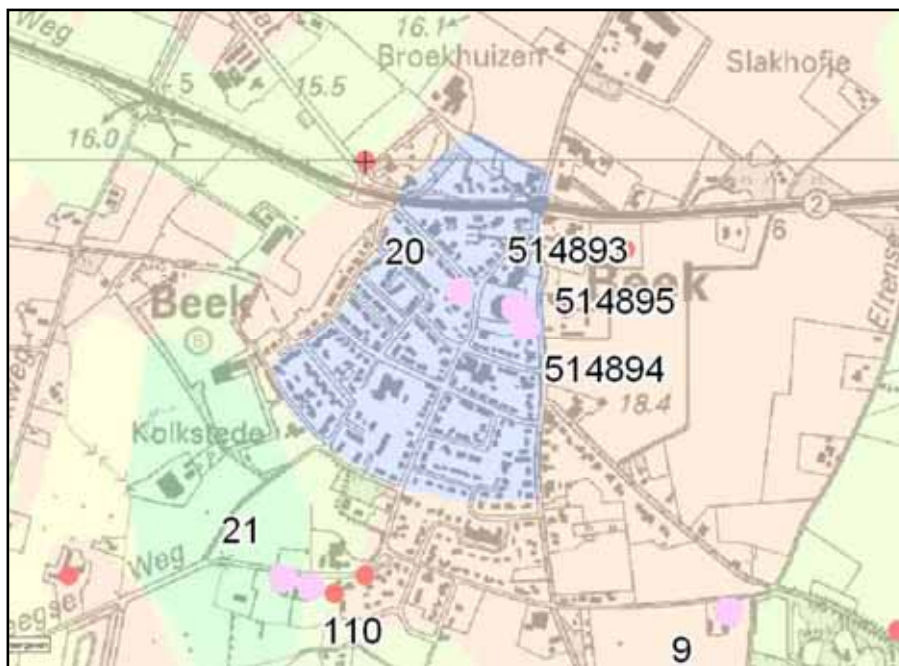 Weg
16.1
Broekhuizen
Slakhofje
5
15.5
16.0
2
20
514893
6
Beek
Beek
514895
Eltense
514894
18.4
Kolkstede
21
Weg
110
9